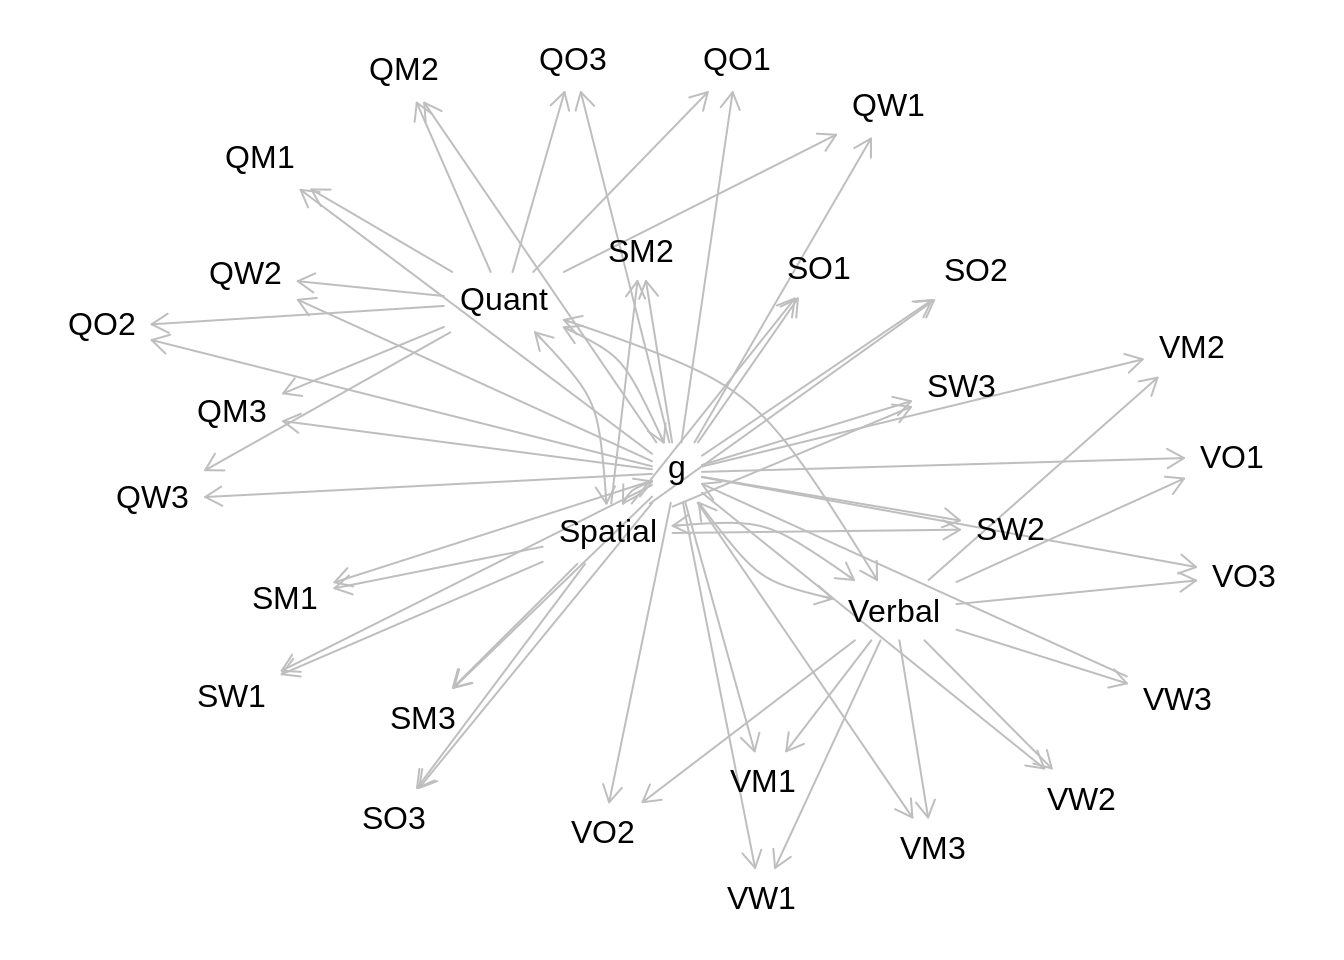 QO3
QO1
QM2
QW1
QM1
SM2
SO1
SO2
QW2
Quant
QO2
VM2
SW3
QM3
VO1
g
QW3
SW2
Spatial
VO3
SM1
Verbal
SW1
VW3
SM3
VM1
VW2
SO3
VO2
VM3
VW1